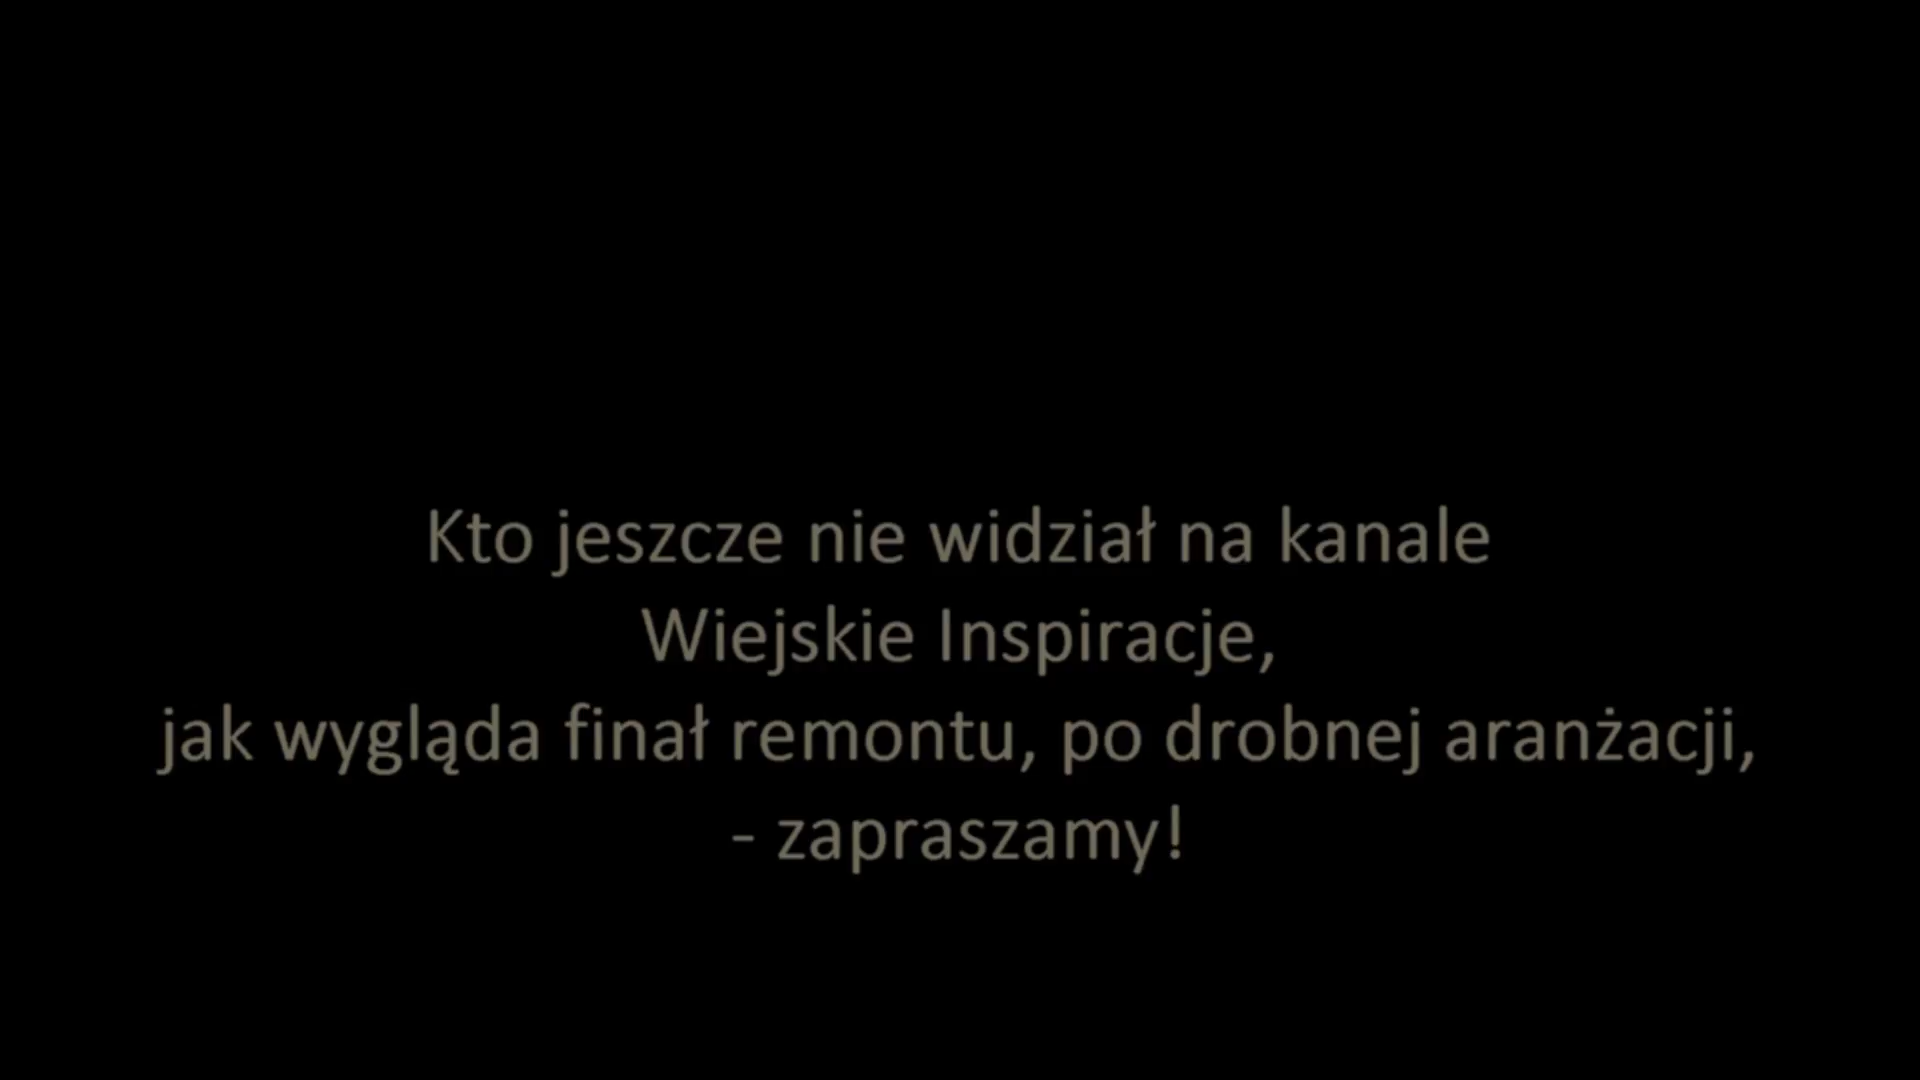 Kto jeszcze nie widział na kanale
Wiejskie Inspiracje,
jak wygląda finał remontu, po drobnej aranżacji,
- zapraszamy!